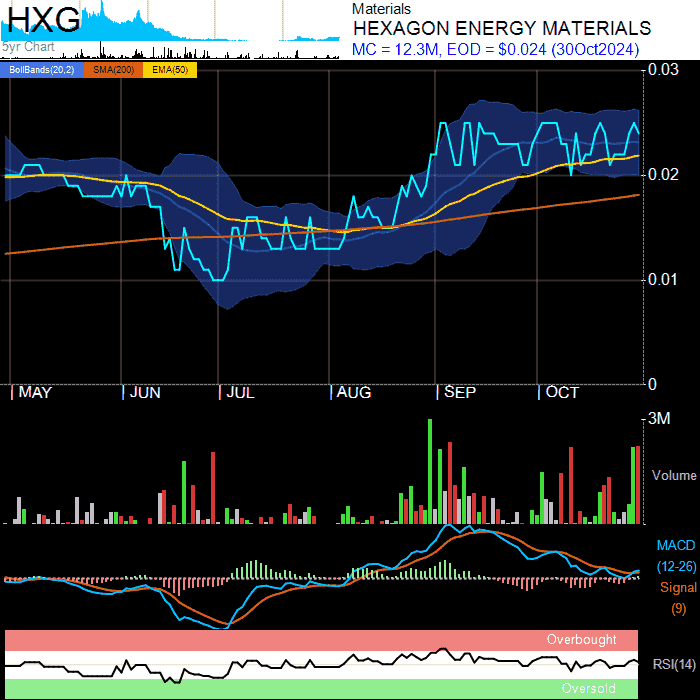 HXG
5yr Chart
Materials
HEXAGON ENERGY MATERIALS
MC = 12.3M, EOD = $0.024 (30Oct2024)
BollBands(20,2) SMA(200) EMA(50)
0.03
0.02
0.01
0
MAY JUN JUL AUG SEP OCT
3M
Volume
MACD
(12-26)
Signal
(9)
Overbought
RSI(14)
Oversold